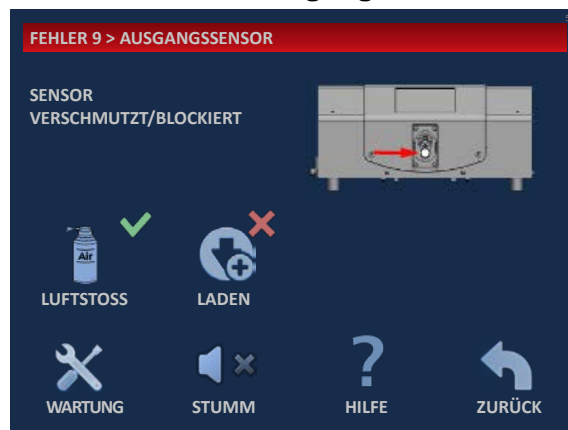 FEHLER 9 > AUSGANGSSENSOR
SENSOR
VERSCHMUTZT/BLOCKIERT
Air
LUFTSTOSS LADEN
WARTUNG STUMM HILFE ZURÜCK